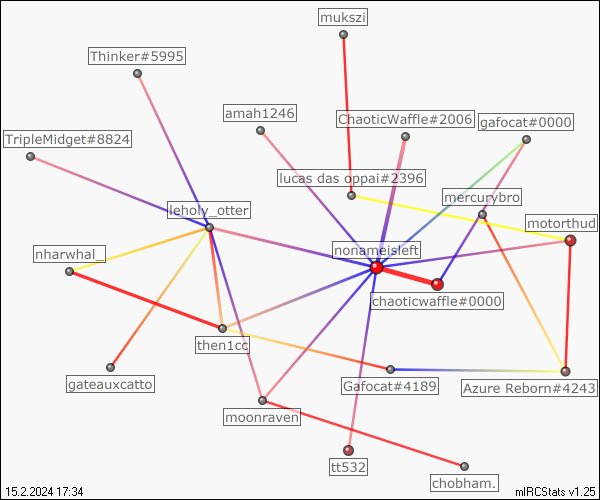 mukszi
Thinker#5995
amah1246
ChaoticWaffle#2006
gafocat#0000
TripleMidget#8824
lucas das oppai#2396
mercurybro
leholy_otter
motorthud
nharwhal_
nonameisleft
chaoticwaffle#0000
then1cc
gateauxcatto
Gafocat#4189
Azure Reborn#4243
moonraven
tt532
chobham.
15.2.2024 17:34
mIRCStats v1.25